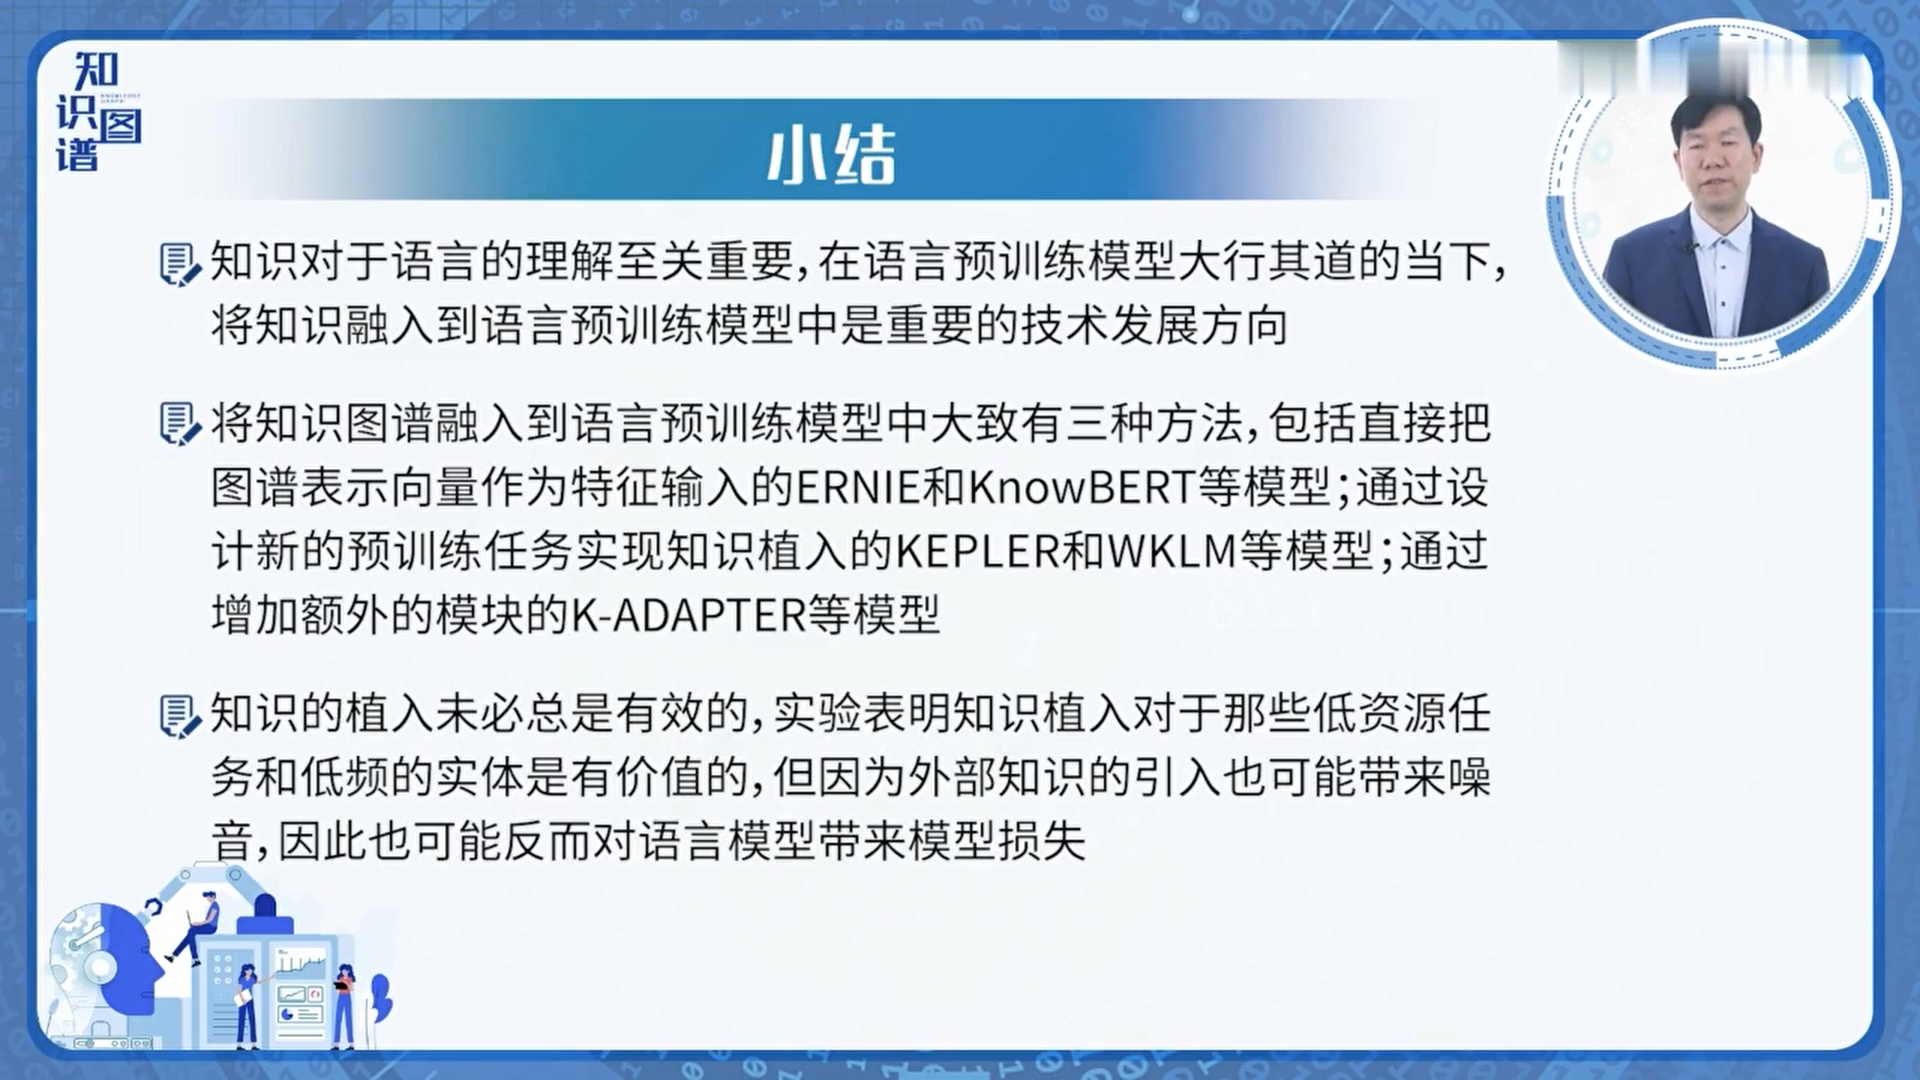 知识图谱
小结
知识对于语言的理解至关重要，在语言预训练模型大行其道的当下，
将知识融入到语言预训练模型中是重要的技术发展方向
将知识图谱融入到语言预训练模型中大致有三种方法，包括直接把
图谱表示向量作为特征输入的ERNIE和KnowBERT等模型；通过设
计新的预训练任务实现知识植入的KEPLER和WKLM等模型；通过
增加额外的模块的K-ADAPTER等模型
知识的植入未必总是有效的，实验表明知识植入对于那些低资源任
务和低频的实体是有价值的，但因为外部知识的引入也可能带来噪
音，因此也可能反而对语言模型带来模型损失